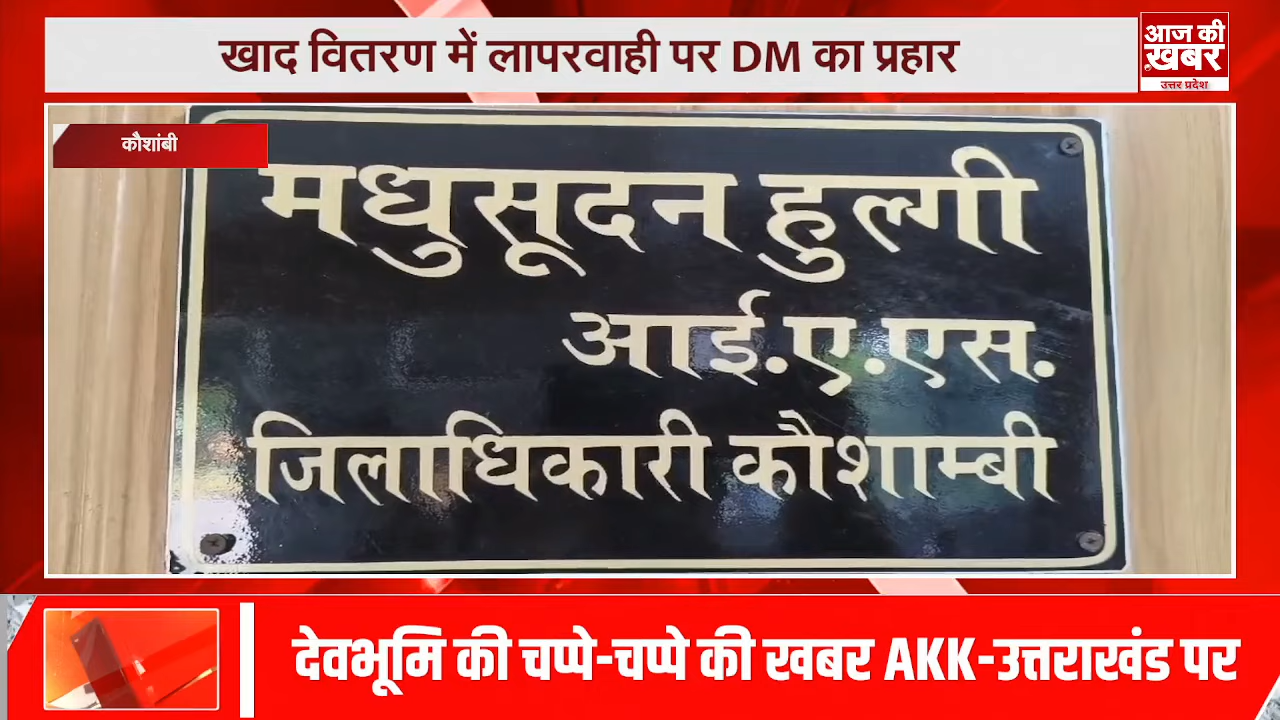 खाद वितरण में लापरवाही पर DM का प्रहार
आज की
ख़बर
उत्तर प्रदेश
कौशांबी
मधुसूदन हुल्गी
आई.ए.एस.
जिलाधिकारी कौशाम्बी
देवभूमि की चप्पे-चप्पे की खबर AKK-उत्तराखंड पर